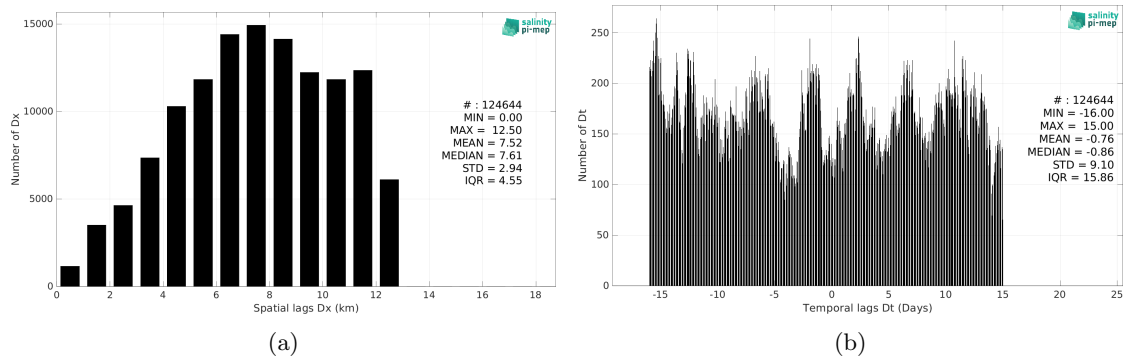 15000
10000
5000
0
Number of Dx
0 2 4 6 8 10 12 14 16 18
Spatial lags Dx (km)
salinity
pi-mep
# : 124644
MIN = 0.00
MAX = 12.50
MEAN = 7.52
MEDIAN = 7.61
STD = 2.94
IQR = 4.55
(a)
250
200
150
100
50
0
Number of Dt
-15 -10 -5 0 5 10 15 20 25
Temporal lags Dt (Days)
salinity
pi-mep
# : 124644
MIN = -16.00
MAX = 15.00
MEAN = -0.76
MEDIAN = -0.86
STD = 9.10
IQR = 15.86
(b)